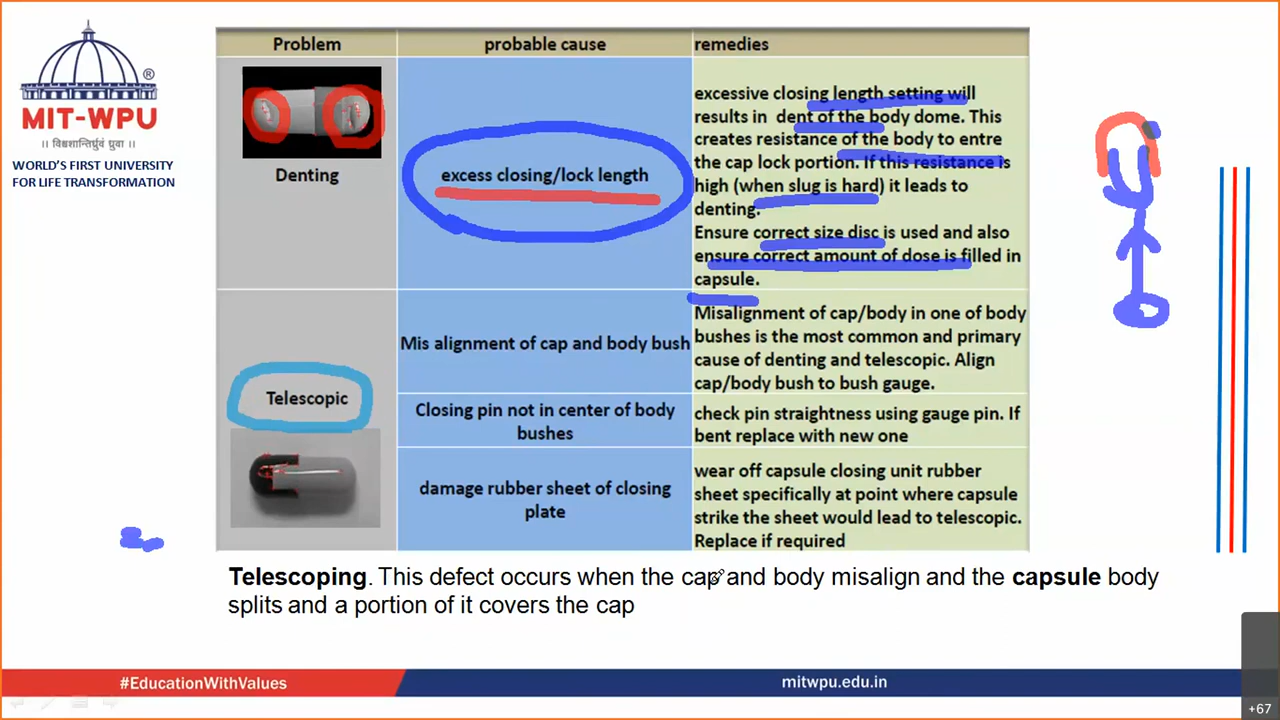 ®
MIT-WPU
|| विश्वशान्तिर्ध्रुवं ध्रुवा ||
WORLD'S FIRST UNIVERSITY
FOR LIFE TRANSFORMATION
Problem
probable cause
remedies
Denting
excess closing/lock length
excessive closing length setting will
results in dent of the body dome. This
creates resistance of the body to entre
the cap lock portion. If this resistance is
high (when slug is hard) it leads to
denting.
Ensure correct size disc is used and also
ensure correct amount of dose is filled in
capsule.
Telescopic
Mis alignment of cap and body bush
Misalignment of cap/body in one of body
bushes is the most common and primary
cause of denting and telescopic. Align
cap/body bush to bush gauge.
Closing pin not in center of body
bushes
check pin straightness using gauge pin. If
bent replace with new one
damage rubber sheet of closing
plate
wear off capsule closing unit rubber
sheet specifically at point where capsule
strike the sheet would lead to telescopic.
Replace if required
Telescoping. This defect occurs when the cap and body misalign and the capsule body
splits and a portion of it covers the cap
#EducationWithValues
mitwpu.edu.in
+67